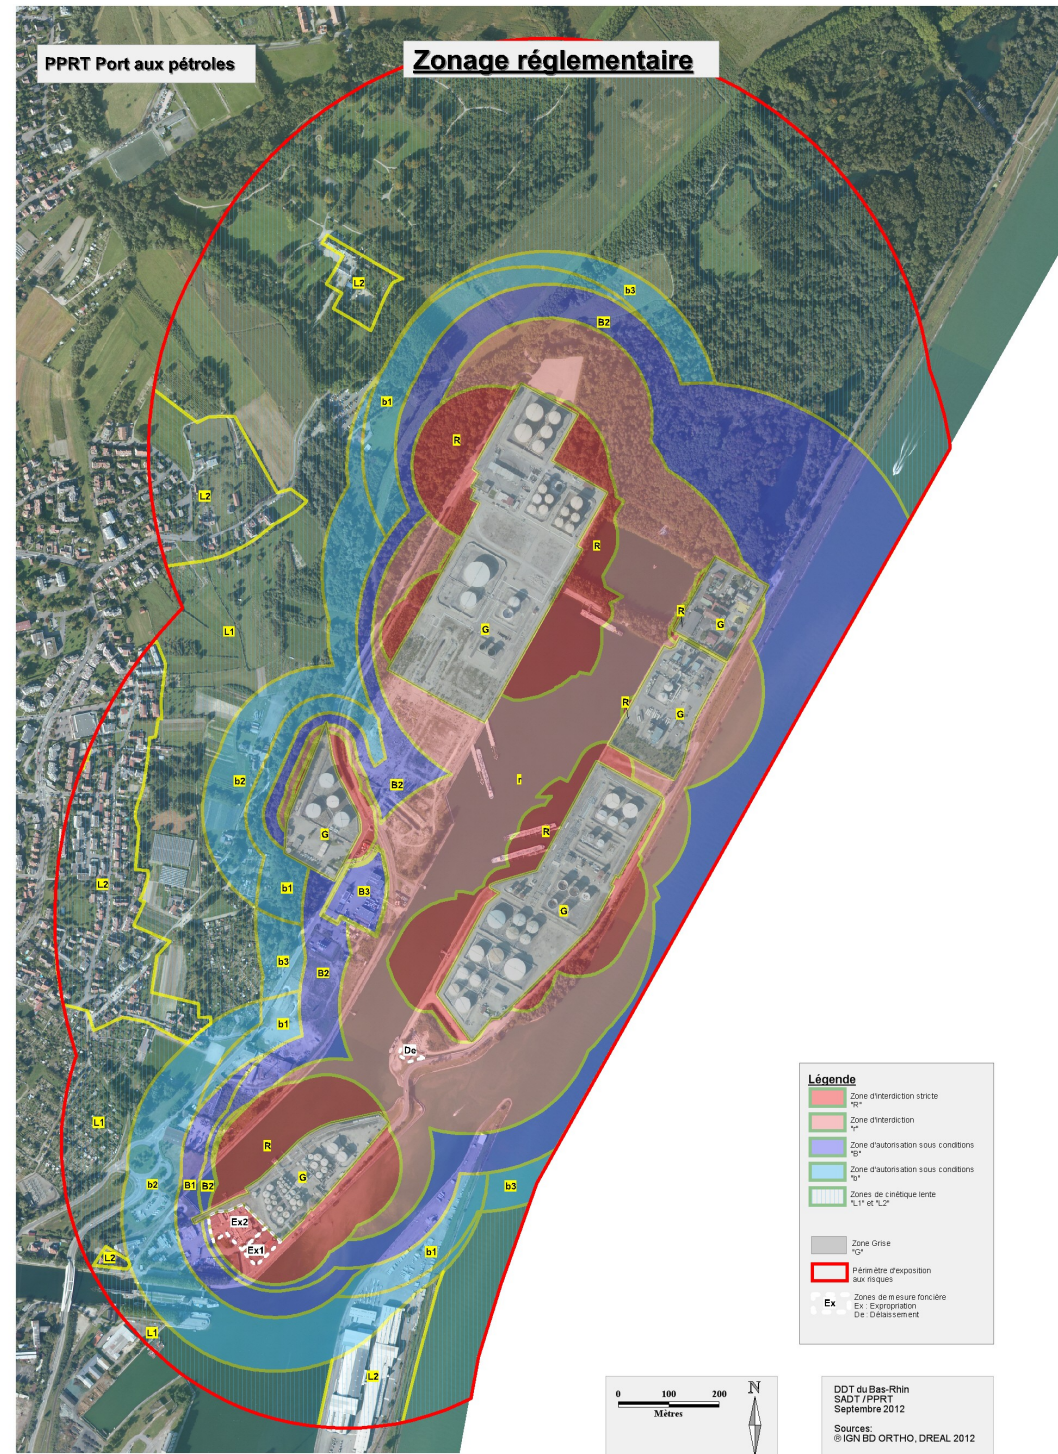 PPRT Port aux pétroles
Zonage réglementaire
L2
b3
B2
b1
R
L2
R
R
G
G
L1
R
G
B2
r
b2
R
G
b1
B3
L2
G
b3
B2
b1
De
L1
R
G
b2
B1
B2
b3
Ex2
Ex1
b1
L2
L1
L2
Légende
Zone d'interdiction stricte
"R"
Zone d'interdiction
"r"
Zone d'autorisation sous conditions
"B"
Zone d'autorisation sous conditions
"b"
Zones de cinétique lente
"L1" et "L2"
Zone Grise
"G"
Périmètre d'exposition
aux risques
Ex
Zones de mesure foncière
Ex : Expropriation
De : Délaissement
0 100 200
Mètres
N
DDT du Bas-Rhin
SADT / PPRT
Septembre 2012
Sources:
® IGN BD ORTHO, DREAL 2012